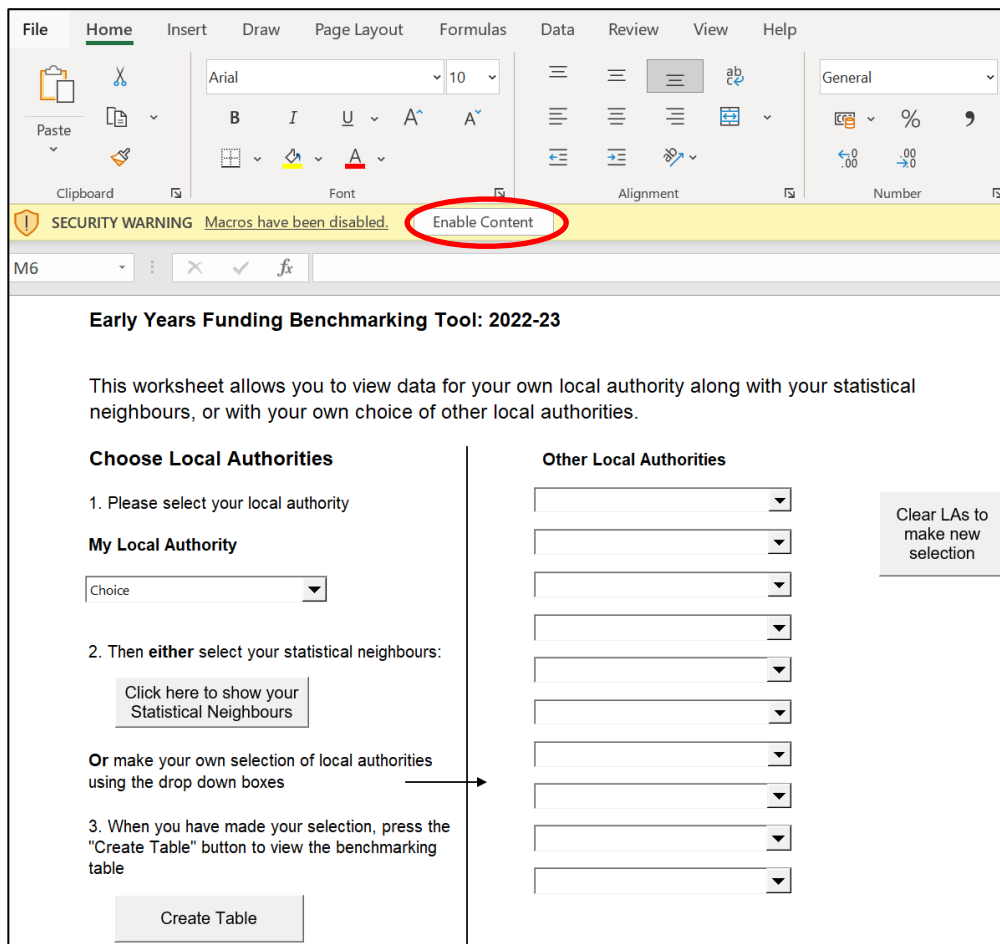 File Home Insert Draw Page Layout Formulas Data Review View Help
Arial 10 ab General
Paste B I U A A c % 9
A .00 .00
.00 .0
Clipboard Font Alignment Number
SECURITY WARNING Macros have been disabled. Enable Content
M6 fx
Early Years Funding Benchmarking Tool: 2022-23
This worksheet allows you to view data for your own local authority along with your statistical
neighbours, or with your own choice of other local authorities.
Choose Local Authorities
1. Please select your local authority
My Local Authority
Choice
2. Then either select your statistical neighbours:
Click here to show your
Statistical Neighbours
Or make your own selection of local authorities
using the drop down boxes
3. When you have made your selection, press the
"Create Table" button to view the benchmarking
table
Create Table
Other Local Authorities
Clear LAs to
make new
selection